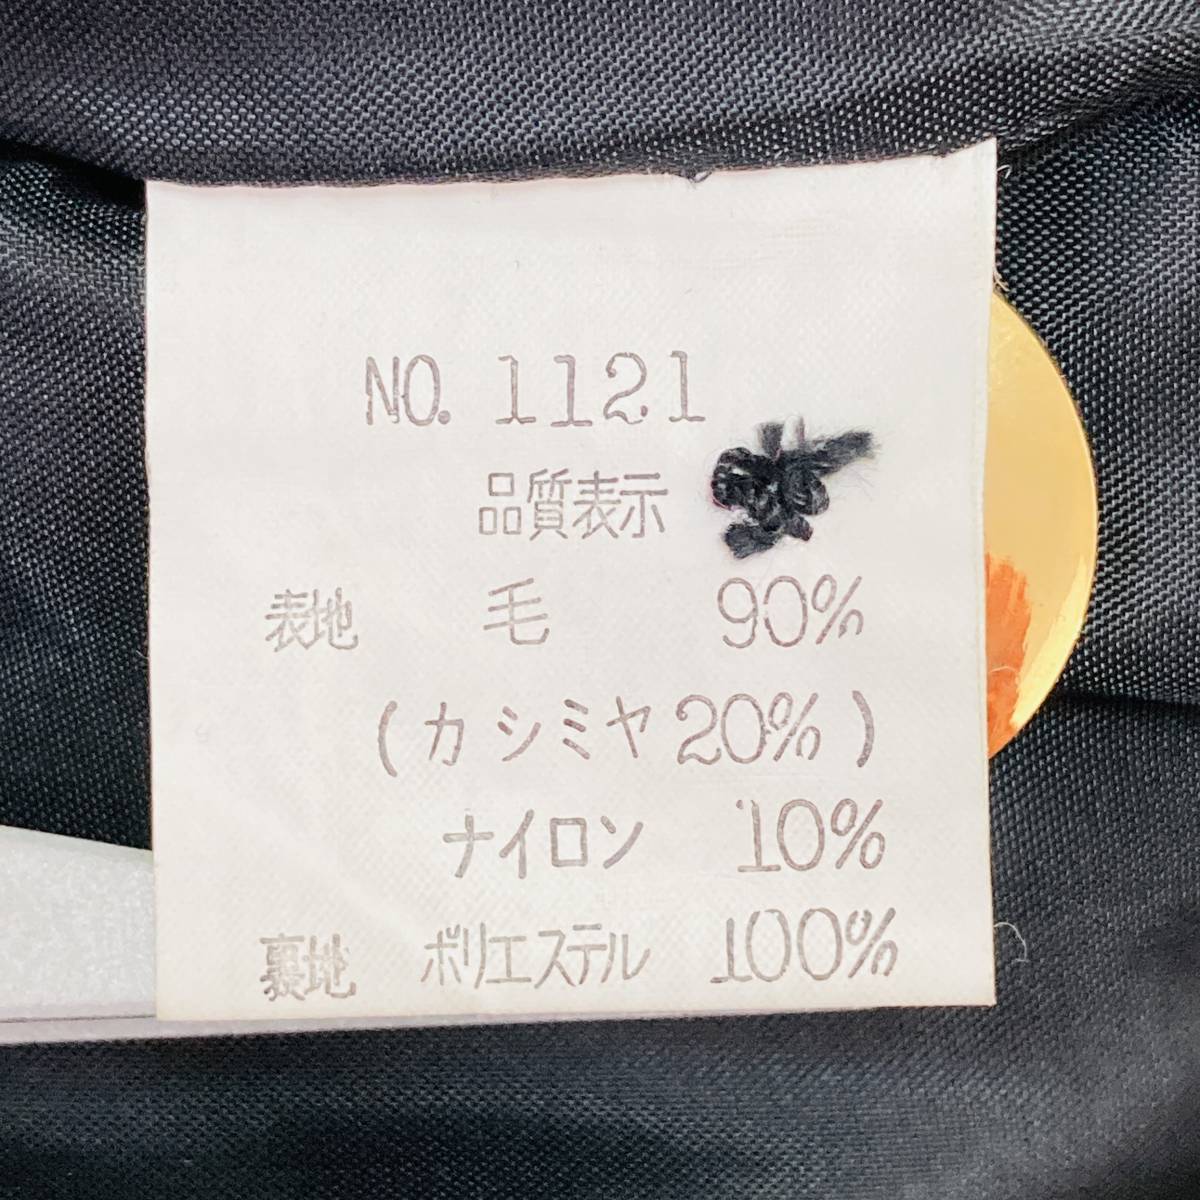 NO. 1121
品質表示
表地 毛 90%
(カシミヤ20%)
ナイロン 10%
裏地 ポリエステル 100%